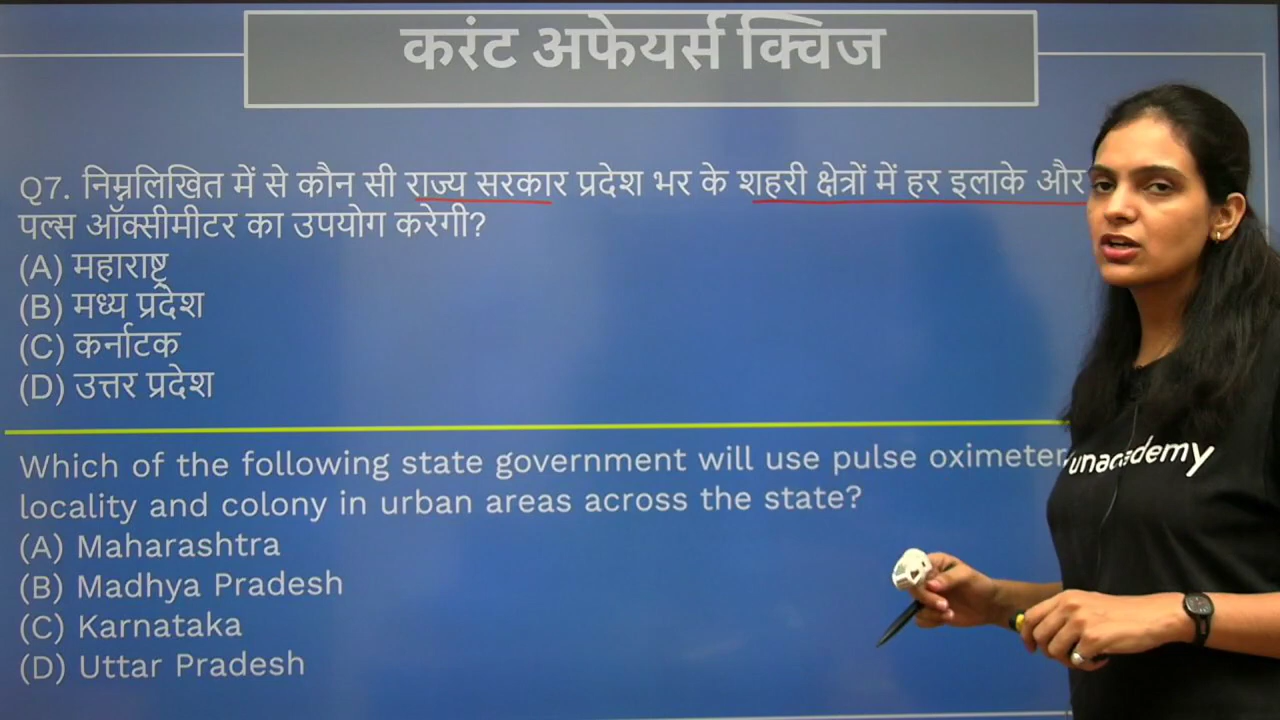 करंट अफेयर्स क्विज
Q7. निम्नलिखित में से कौन सी राज्य सरकार प्रदेश भर के शहरी क्षेत्रों में हर इलाके और
पल्स ऑक्सीमीटर का उपयोग करेगी?
(A) महाराष्ट्र
(B) मध्य प्रदेश
(C) कर्नाटक
(D) उत्तर प्रदेश
Which of the following state government will use pulse oximeter
locality and colony in urban areas across the state?
(A) Maharashtra
(B) Madhya Pradesh
(C) Karnataka
(D) Uttar Pradesh
unacademy